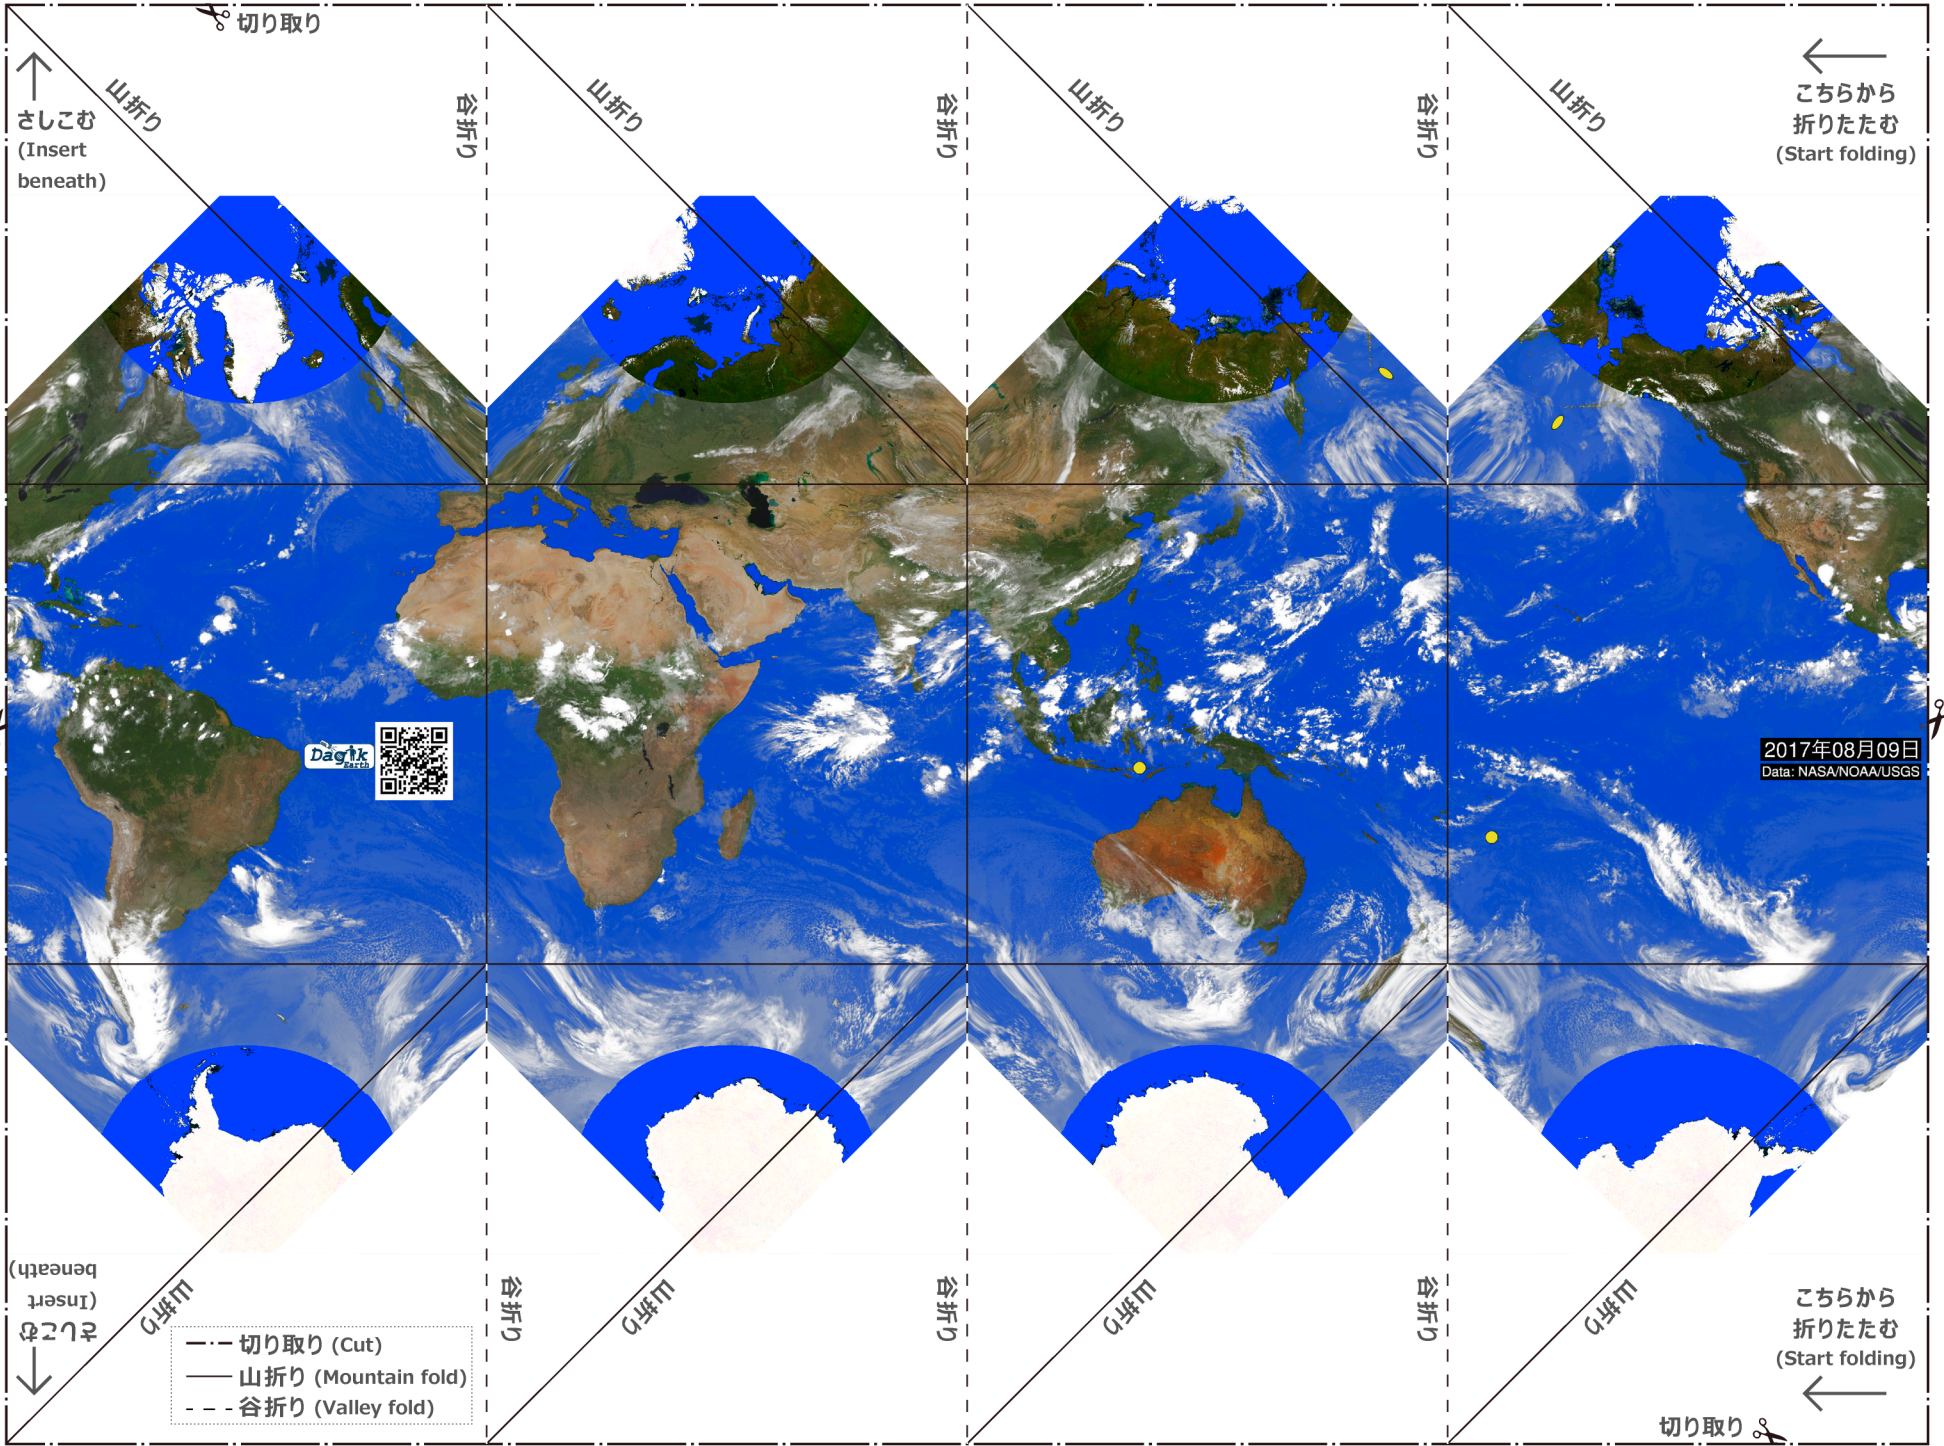 切り取り
山折り
谷折り
山折り
谷折り
山折り
谷折り
山折り
さしこむ
(Insert
beneath)
こちらから
折りたたむ
(Start folding)
Dagik
Earth
2017年08月09日
Data: NASA/NOAA/USGS
さしこむ
(Insert
beneath)
山折り
谷折り
山折り
谷折り
山折り
谷折り
山折り
こちらから
折りたたむ
(Start folding)
切り取り (Cut)
山折り (Mountain fold)
谷折り (Valley fold)
切り取り